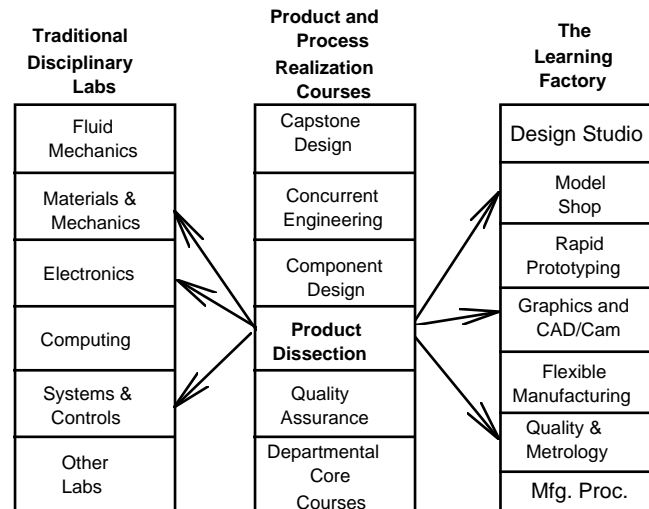 Traditional
Disciplinary
Labs
Fluid
Mechanics
Materials &
Mechanics
Electronics
Computing
Systems &
Controls
Other
Labs
Product and
Process
Realization
Courses
Capstone
Design
Concurrent
Engineering
Component
Design
Product
Dissection
Quality
Assurance
Departmental
Core
Courses
The
Learning
Factory
Design Studio
Model
Shop
Rapid
Prototyping
Graphics and
CAD/Cam
Flexible
Manufacturing
Quality &
Metrology
Mfg. Proc.